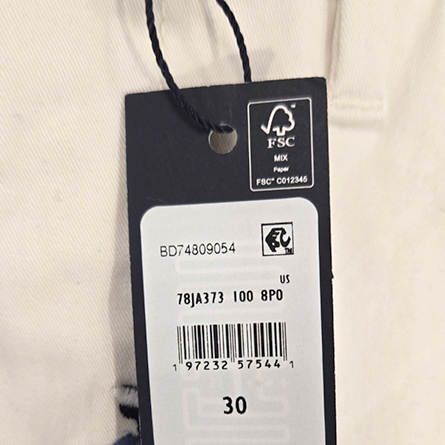 FSC
MIX
Paper
FSC® C012345
BD74809054
US
78JA373 100 8P0
1 97232 57544 1
30